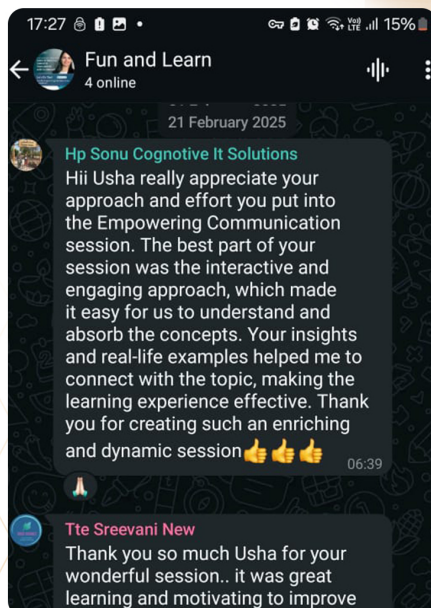 17:27
Vo)) LTE
15%
Fun and Learn
4 online
21 February 2025
Hp Sonu Cognotive It Solutions
Hii Usha really appreciate your
approach and effort you put into
the Empowering Communication
session. The best part of your
session was the interactive and
engaging approach, which made
it easy for us to understand and
absorb the concepts. Your insights
and real-life examples helped me to
connect with the topic, making the
learning experience effective. Thank
you for creating such an enriching
and dynamic session👍👍👍
06:39
🙏🏻
Tte Sreevani New
Thank you so much Usha for your
wonderful session.. it was great
learning and motivating to improve